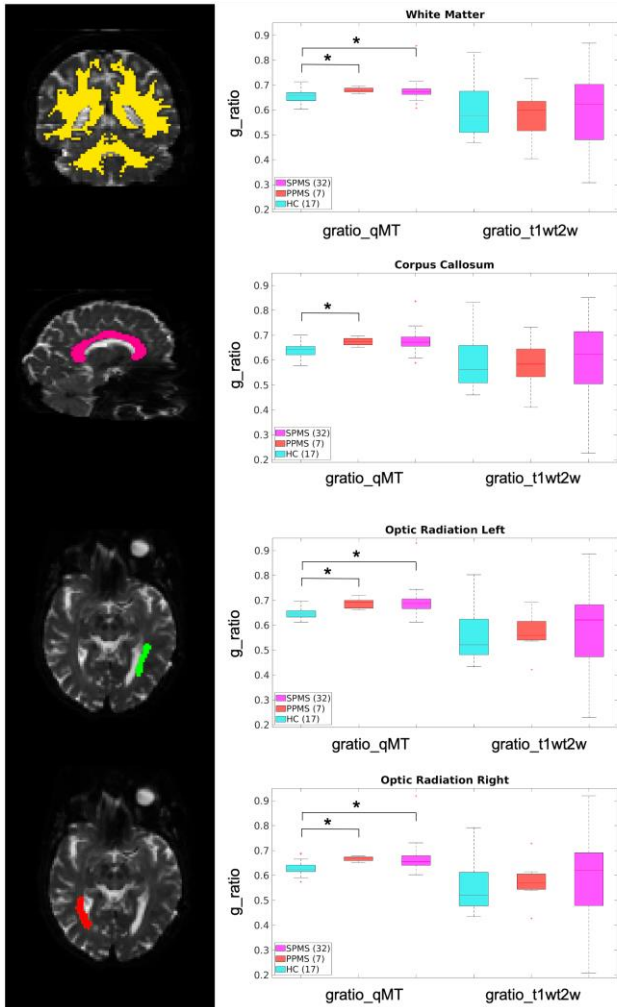 White Matter
*
*
0.9
0.8
0.7
0.6
0.5
0.4
0.3
0.2
g_ratio
SPMS (32)
PPMS (7)
HC (17)
gratio_qMT gratio_t1wt2w
Corpus Callosum
*
0.9
0.8
0.7
0.6
0.5
0.4
0.3
0.2
g_ratio
SPMS (32)
PPMS (7)
HC (17)
gratio_qMT gratio_t1wt2w
Optic Radiation Left
*
*
0.9
0.8
0.7
0.6
0.5
0.4
0.3
0.2
g_ratio
SPMS (32)
PPMS (7)
HC (17)
gratio_qMT gratio_t1wt2w
Optic Radiation Right
*
*
0.9
0.8
0.7
0.6
0.5
0.4
0.3
0.2
g_ratio
SPMS (32)
PPMS (7)
HC (17)
gratio_qMT gratio_t1wt2w